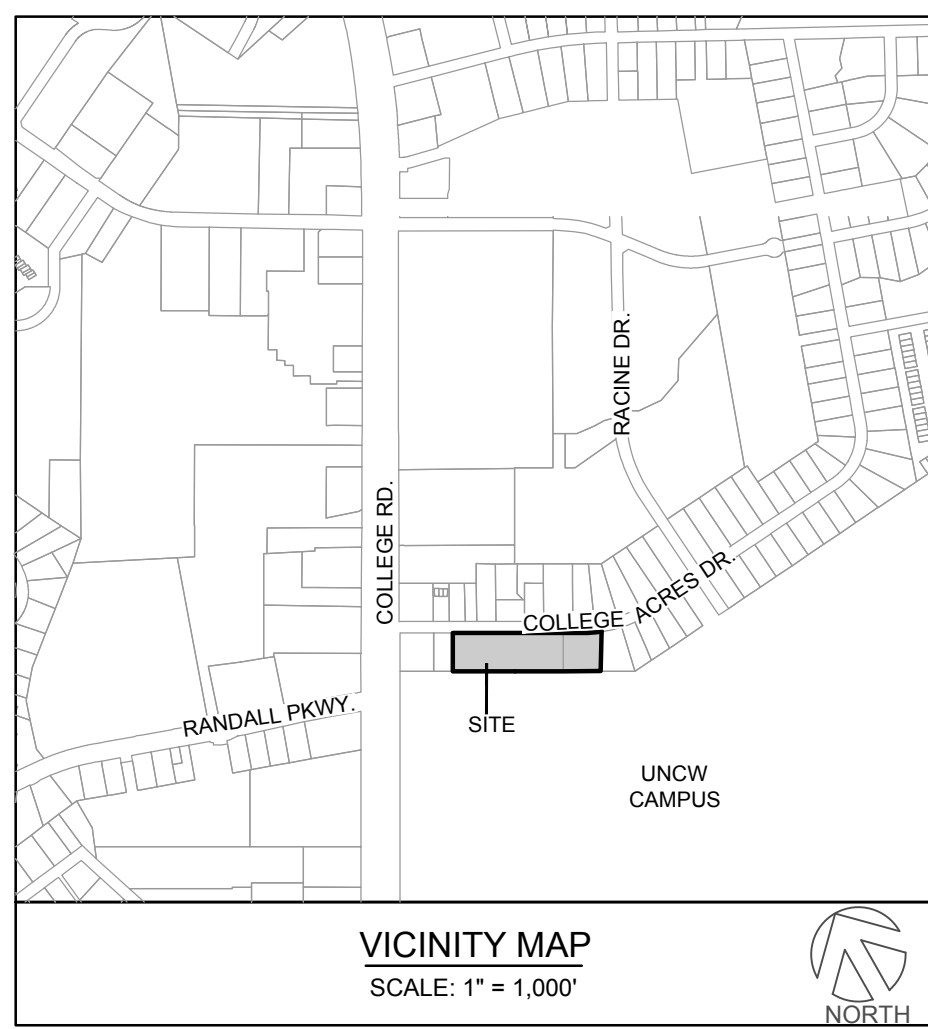 RACINE DR.
COLLEGE RD.
COLLEGE ACRES DR.
RANDALL PKWY.
SITE
UNCW
CAMPUS
VICINITY MAP
SCALE: 1" = 1,000'
NORTH